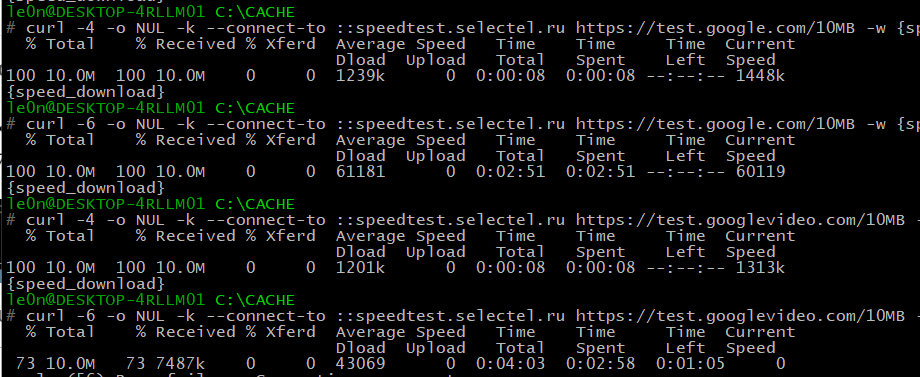 {speed_download}
le0n@DESKTOP-4RLLM01 C:\CACHE
# curl -4 -o NUL -k --connect-to ::speedtest.selectel.ru https://test.google.com/10MB -w {sp
% Total % Received % Xferd Average Speed Time Time Time Current
Dload Upload Total Spent Left Speed
100 10.0M 100 10.0M 0 0 1239k 0 0:00:08 0:00:08 --:--:-- 1448k
{speed_download}
le0n@DESKTOP-4RLLM01 C:\CACHE
# curl -6 -o NUL -k --connect-to ::speedtest.selectel.ru https://test.google.com/10MB -w {sp
% Total % Received % Xferd Average Speed Time Time Time Current
Dload Upload Total Spent Left Speed
100 10.0M 100 10.0M 0 0 61181 0 0:02:51 0:02:51 --:--:-- 60119
{speed_download}
le0n@DESKTOP-4RLLM01 C:\CACHE
# curl -4 -o NUL -k --connect-to ::speedtest.selectel.ru https://test.googlevideo.com/10MB -
% Total % Received % Xferd Average Speed Time Time Time Current
Dload Upload Total Spent Left Speed
100 10.0M 100 10.0M 0 0 1201k 0 0:00:08 0:00:08 --:--:-- 1313k
{speed_download}
le0n@DESKTOP-4RLLM01 C:\CACHE
# curl -6 -o NUL -k --connect-to ::speedtest.selectel.ru https://test.googlevideo.com/10MB -
% Total % Received % Xferd Average Speed Time Time Time Current
Dload Upload Total Spent Left Speed
73 10.0M 73 7487k 0 0 43069 0 0:04:03 0:02:58 0:01:05 0